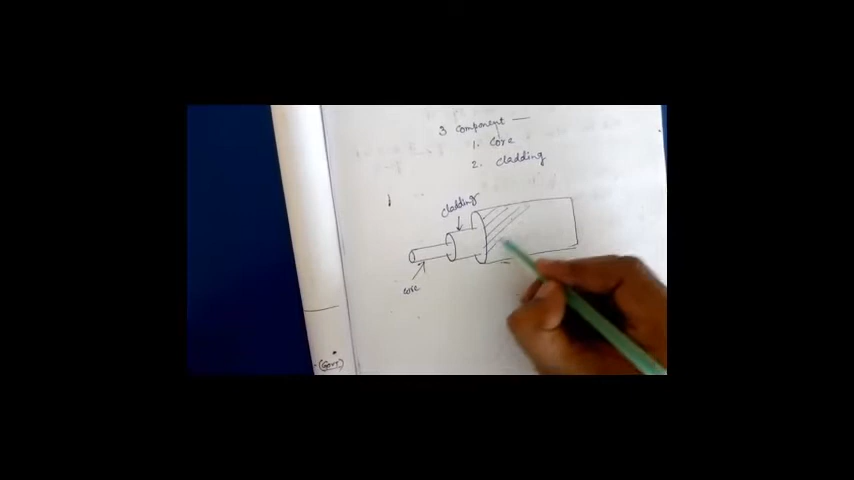 3 component —
1. Core
2. cladding
cladding
core